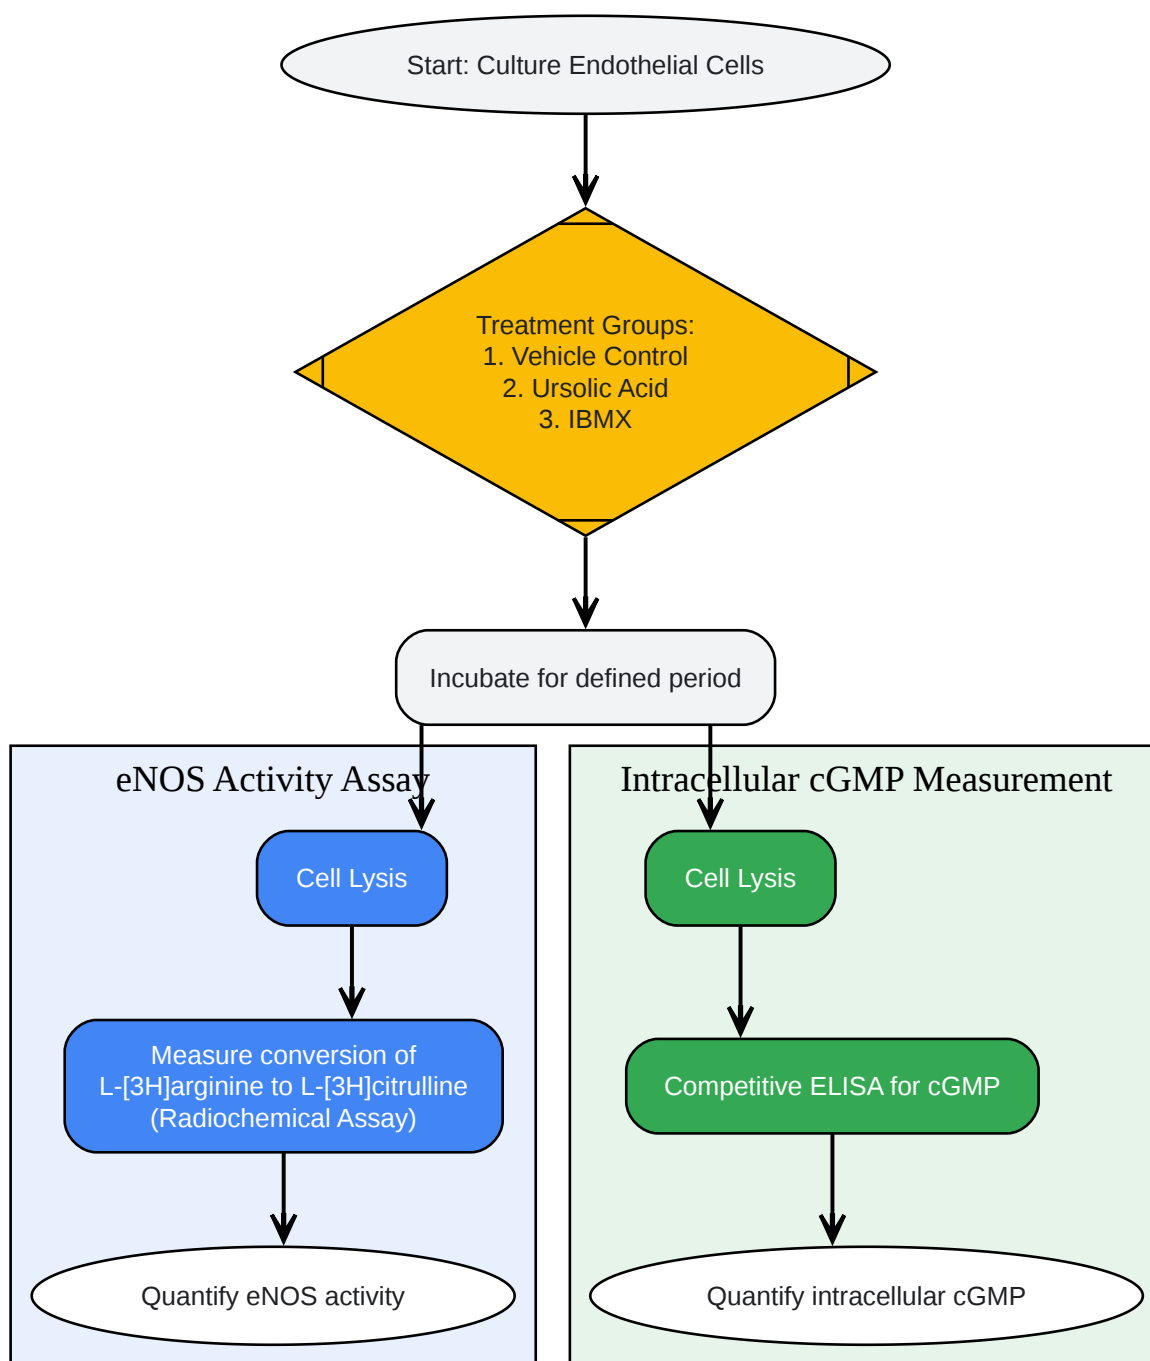 Start: Culture Endothelial Cells
Treatment Groups:
1. Vehicle Control
2. Ursolic Acid
3. IBMX
Incubate for defined period
eNOS Activity Assay
Cell Lysis
Measure conversion of
L-[3H]arginine to L-[3H]citrulline
(Radiochemical Assay)
Quantify eNOS activity
Intracellular cGMP Measurement
Cell Lysis
Competitive ELISA for cGMP
Quantify intracellular cGMP